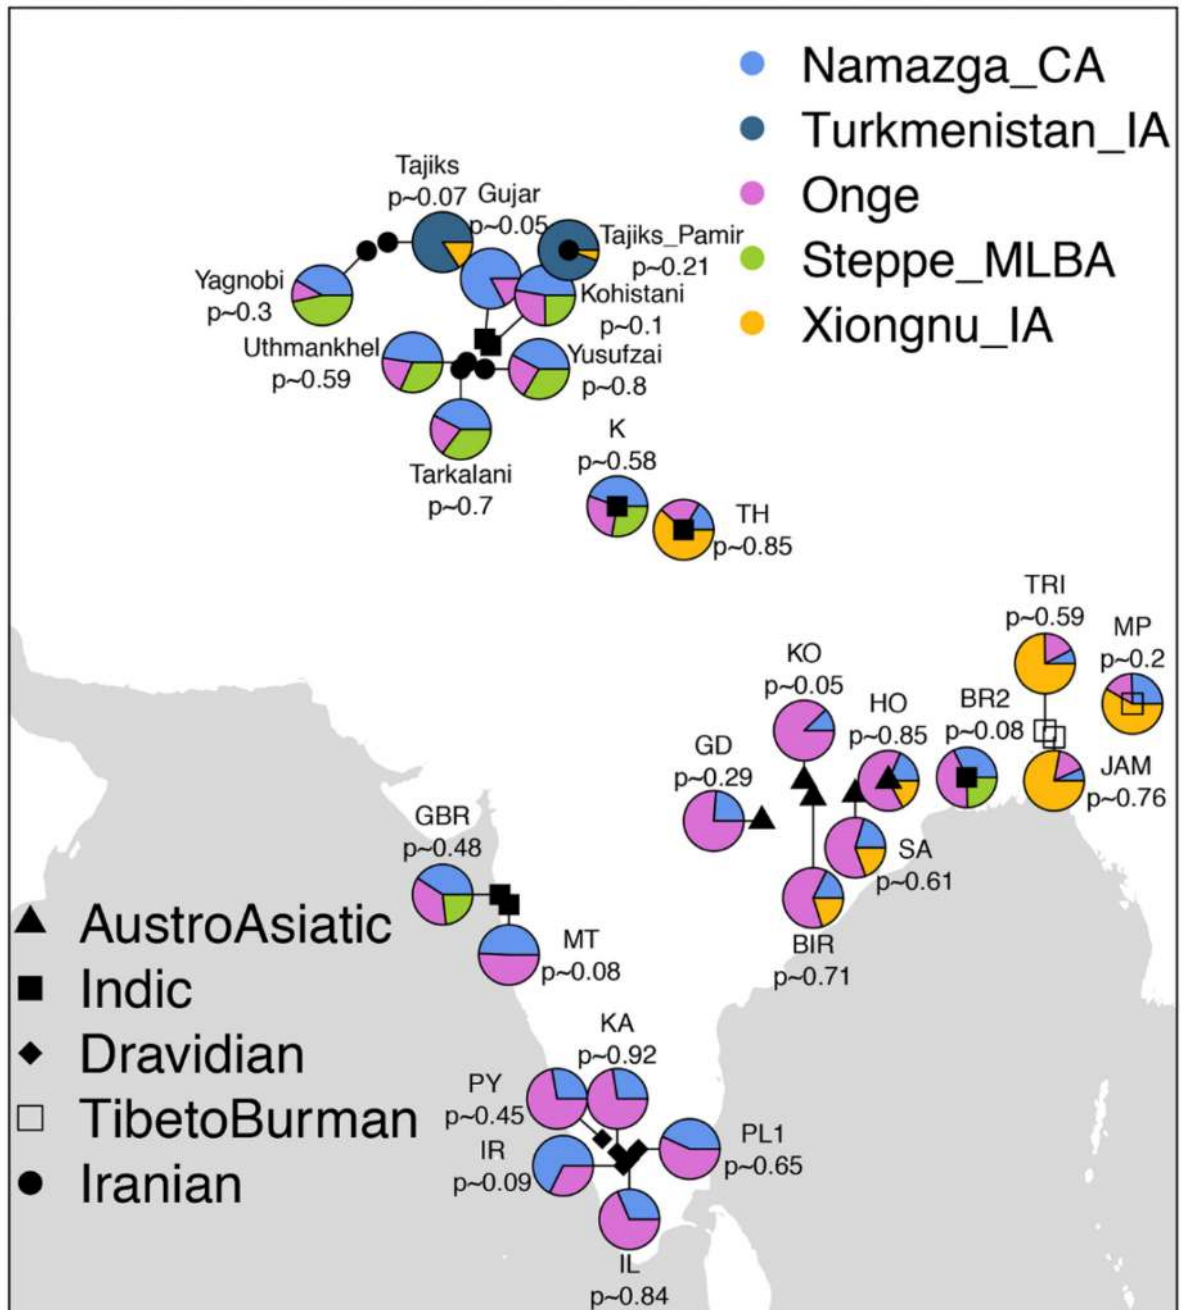 Namazga_CA
Turkmenistan_IA
Onge
Steppe_MLBA
Xiongnu_IA
Tajiks
p~0.07
Gujar
p~0.05
Tajiks_Pamir
p~0.21
Yagnobi
p~0.3
Kohistani
p~0.1
Uthmankhel
p~0.59
Yusufzai
p~0.8
Tarkalani
p~0.7
K
p~0.58
TH
p~0.85
TRI
p~0.59
MP
p~0.2
KO
p~0.05
HO
p~0.85
BR2
p~0.08
GD
p~0.29
JAM
p~0.76
GBR
p~0.48
SA
p~0.61
MT
p~0.08
BIR
p~0.71
KA
p~0.92
PY
p~0.45
PL1
p~0.65
IR
p~0.09
IL
p~0.84
AustroAsiatic
Indic
Dravidian
TibetoBurman
Iranian